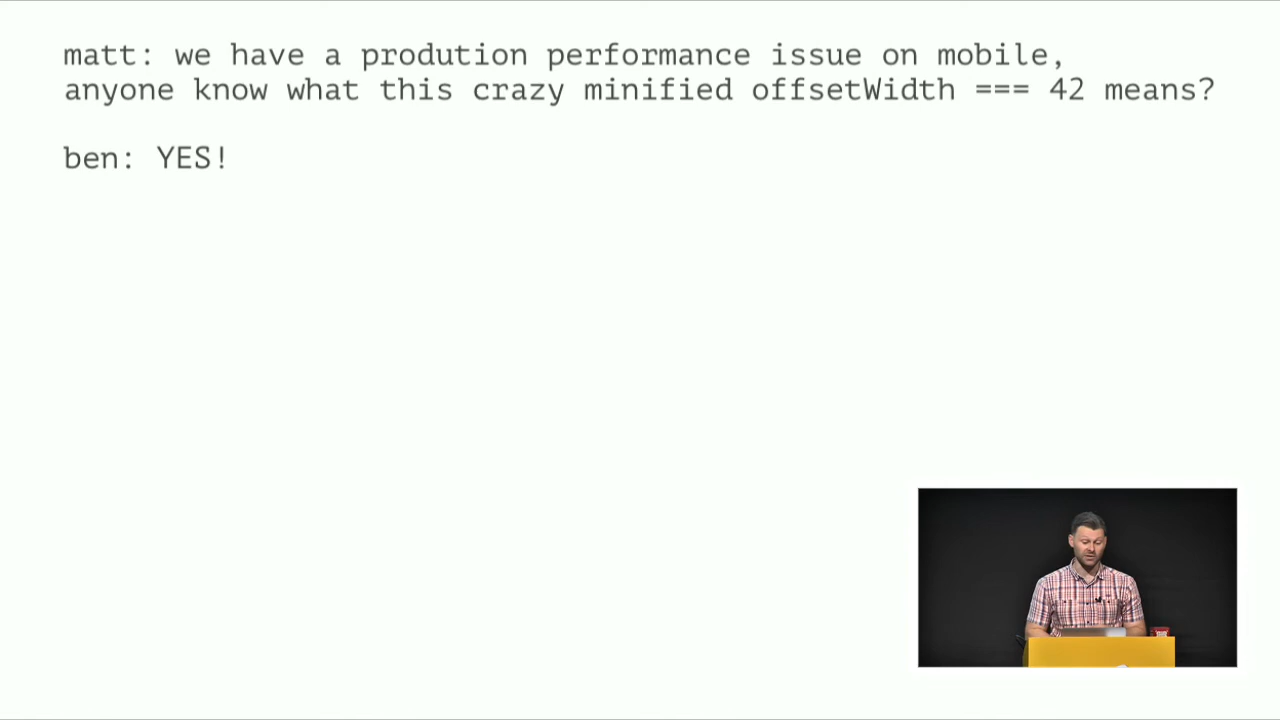 matt: we have a prodution performance issue on mobile,
anyone know what this crazy minified offsetWidth === 42 means?
ben: YES!